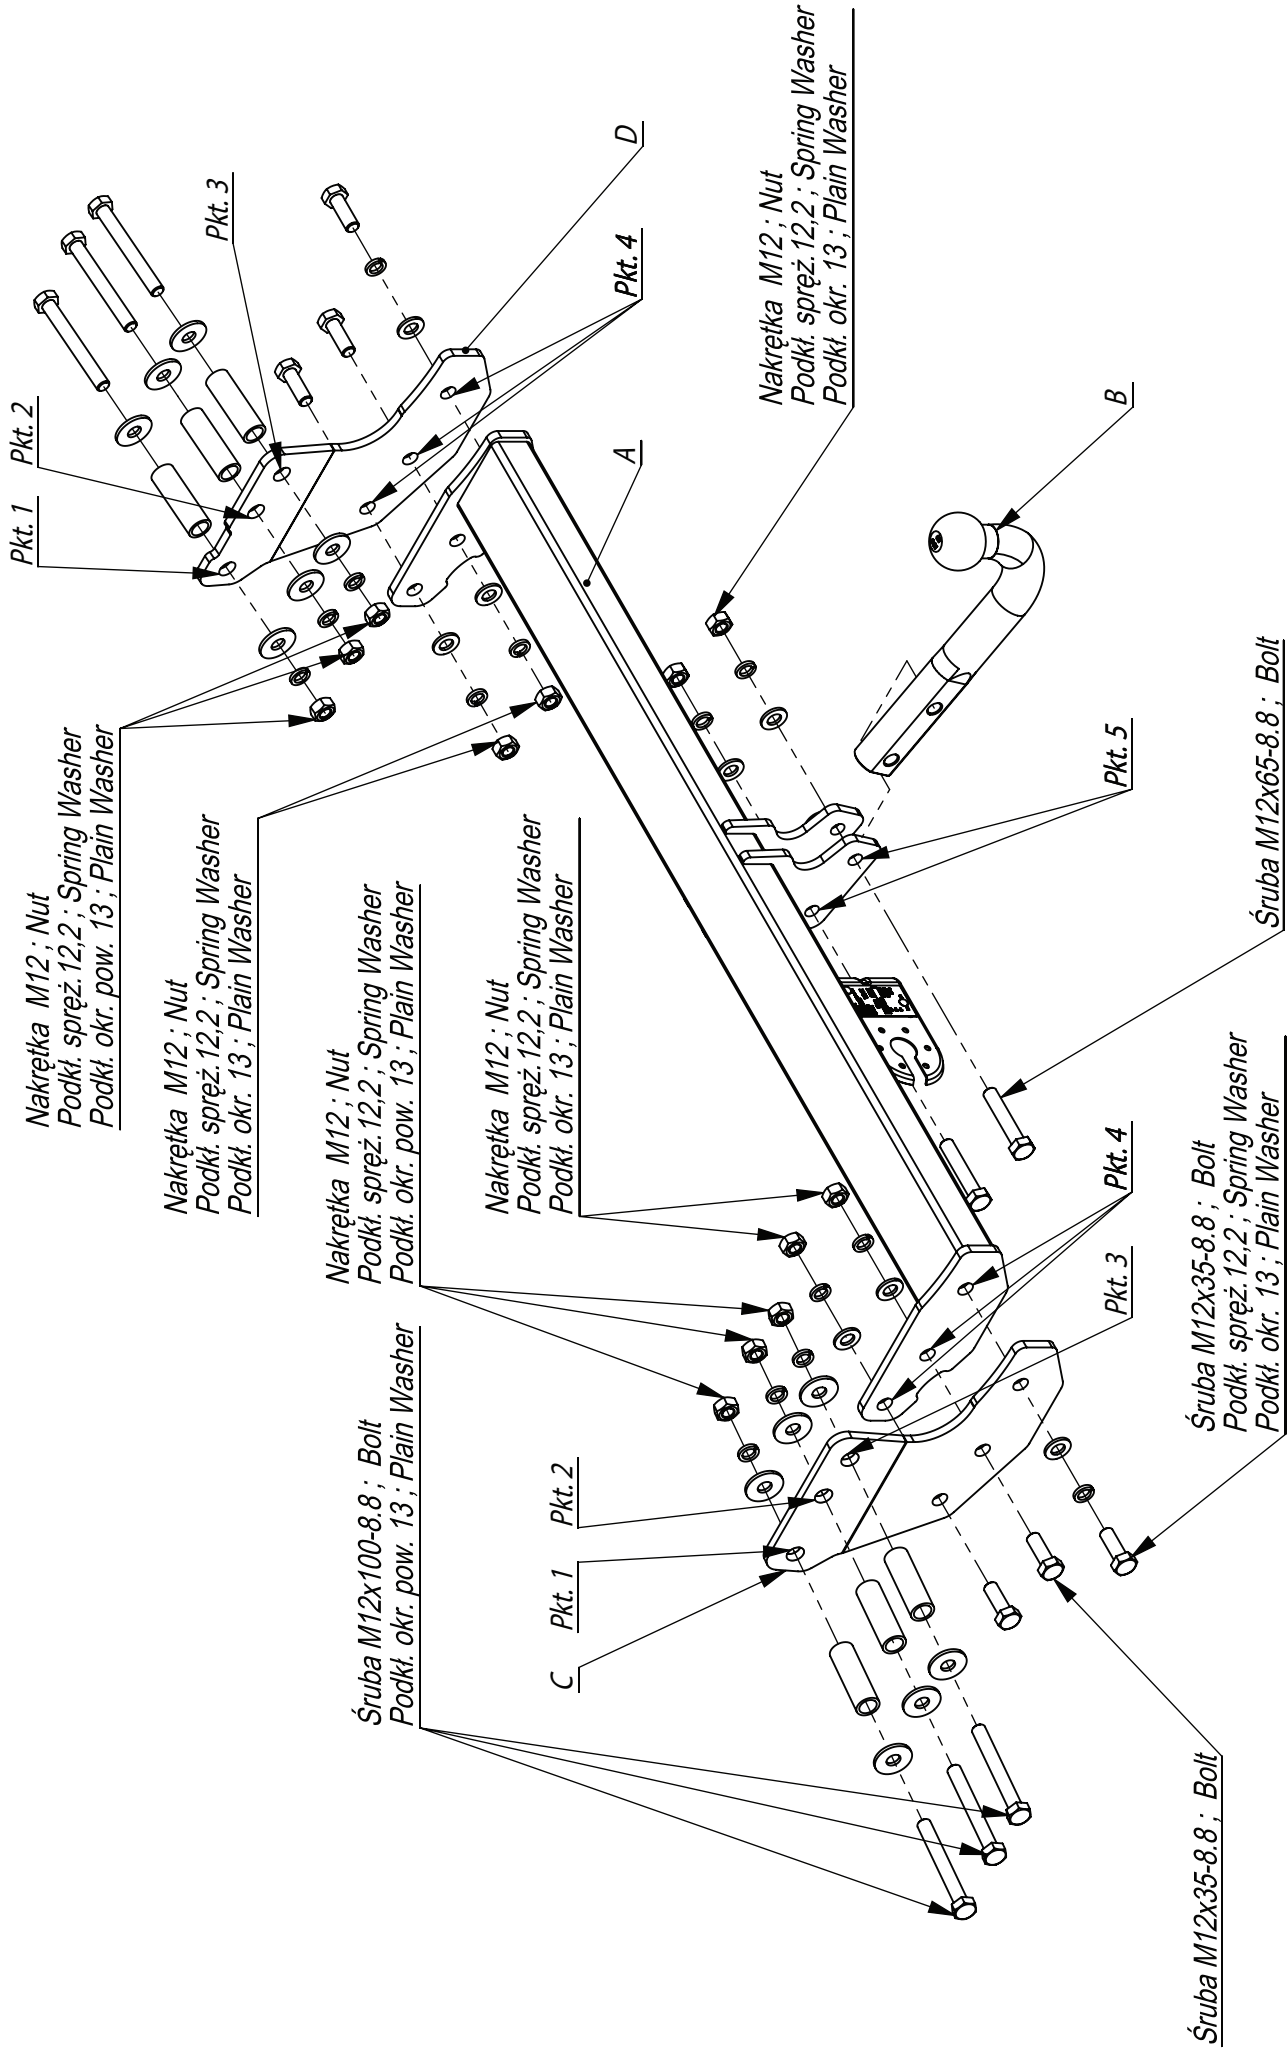 Nakrętka M12 ; Nut
Podkł. spręż.12,2 ; Spring Washer
Podkł. okr. pow. 13 ; Plain Washer
Pkt. 1
Pkt. 2
Pkt. 3
D
Pkt. 4
Nakrętka M12 ; Nut
Podkł. spręż.12,2 ; Spring Washer
Podkł. okr. 13 ; Plain Washer
A
Nakrętka M12 ; Nut
Podkł. spręż.12,2 ; Spring Washer
Podkł. okr. 13 ; Plain Washer
B
Nakrętka M12 ; Nut
Podkł. spręż.12,2 ; Spring Washer
Podkł. okr. pow. 13 ; Plain Washer
Nakrętka M12 ; Nut
Podkł. spręż.12,2 ; Spring Washer
Podkł. okr. 13 ; Plain Washer
Pkt. 5
Śruba M12x65-8.8 ; Bolt
Śruba M12x100-8.8 ; Bolt
Podkł. okr. pow. 13 ; Plain Washer
C
Pkt. 1
Pkt. 2
Pkt. 3
Pkt. 4
Śruba M12x35-8.8 ; Bolt
Podkł. spręż.12,2 ; Spring Washer
Podkł. okr. 13 ; Plain Washer
Śruba M12x35-8.8 ; Bolt